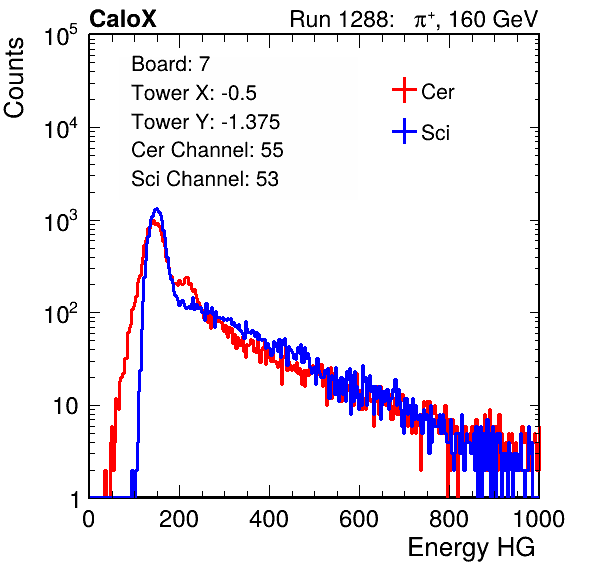 CaloX Run 1288: π⁺, 160 GeV
Counts
10⁵
10⁴
10³
10²
10
1
Board: 7
Tower X: -0.5
Tower Y: -1.375
Cer Channel: 55
Sci Channel: 53
Cer
Sci
0 200 400 600 800 1000
Energy HG